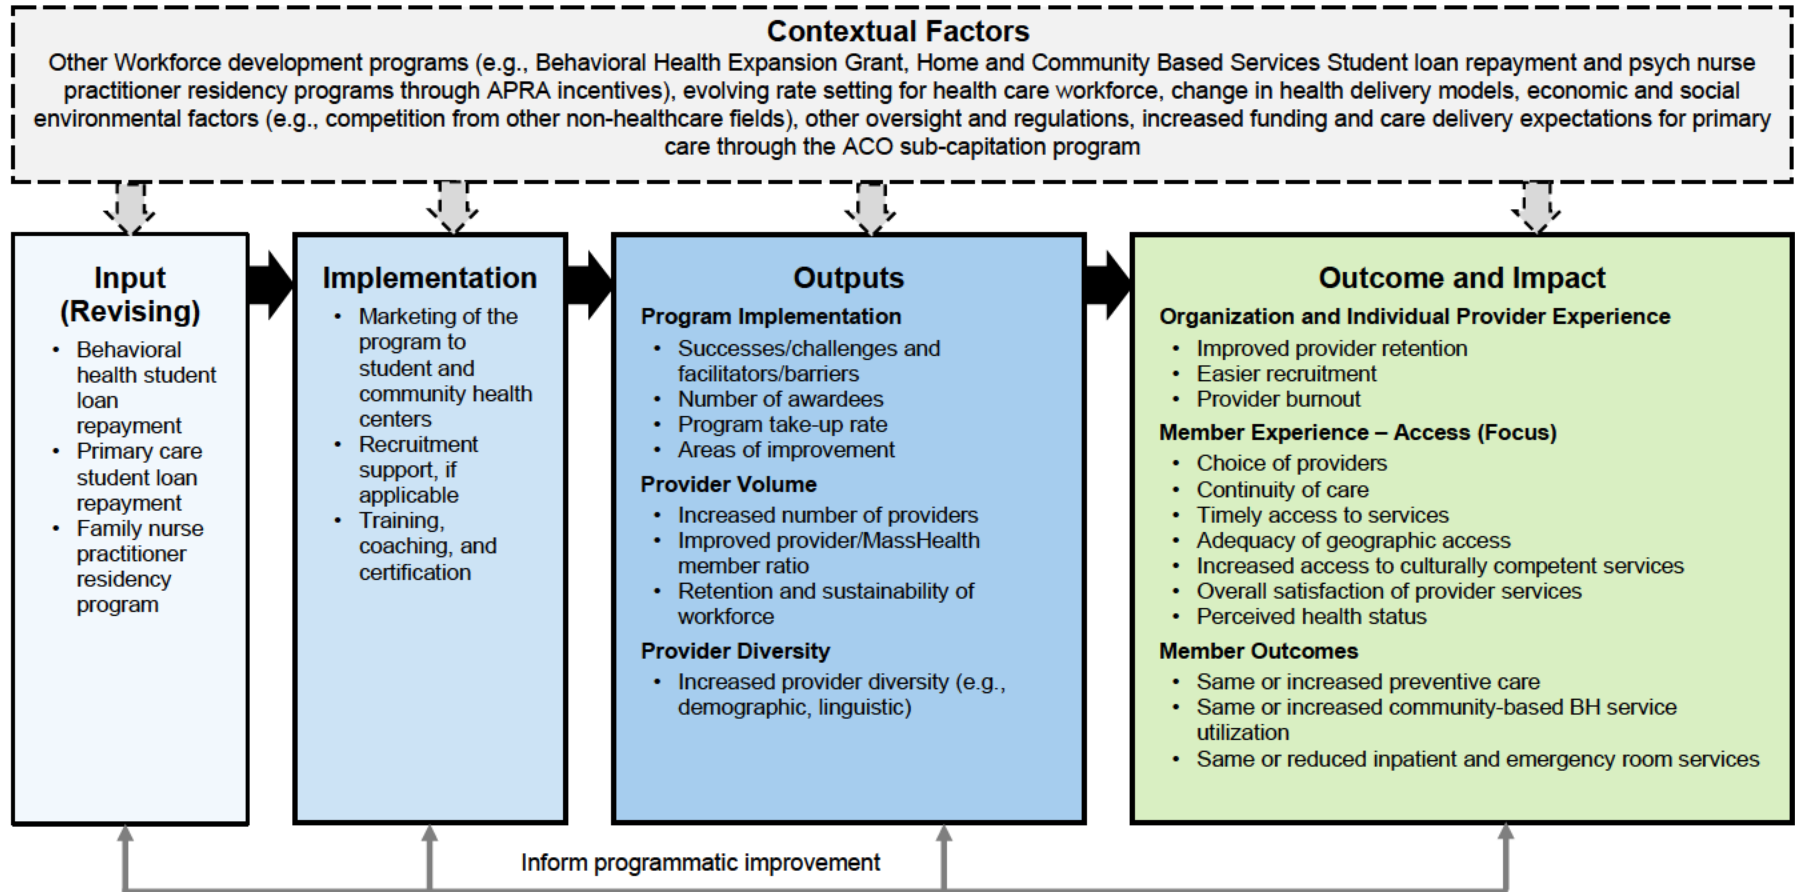 Contextual Factors
Other Workforce development programs (e.g., Behavioral Health Expansion Grant, Home and Community Based Services Student loan repayment and psych nurse
practitioner residency programs through APRA incentives), evolving rate setting for health care workforce, change in health delivery models, economic and social
environmental factors (e.g., competition from other non-healthcare fields), other oversight and regulations, increased funding and care delivery expectations for primary
care through the ACO sub-capitation program
Input
(Revising)
• Behavioral
health student
loan
repayment
• Primary care
student loan
repayment
• Family nurse
practitioner
residency
program
Implementation
• Marketing of the
program to
student and
community health
centers
• Recruitment
support, if
applicable
• Training,
coaching, and
certification
Outputs
Program Implementation
• Successes/challenges and
facilitators/barriers
• Number of awardees
• Program take-up rate
• Areas of improvement
Provider Volume
• Increased number of providers
• Improved provider/MassHealth
member ratio
• Retention and sustainability of
workforce
Provider Diversity
• Increased provider diversity (e.g.,
demographic, linguistic)
Outcome and Impact
Organization and Individual Provider Experience
• Improved provider retention
• Easier recruitment
• Provider burnout
Member Experience – Access (Focus)
• Choice of providers
• Continuity of care
• Timely access to services
• Adequacy of geographic access
• Increased access to culturally competent services
• Overall satisfaction of provider services
• Perceived health status
Member Outcomes
• Same or increased preventive care
• Same or increased community-based BH service
utilization
• Same or reduced inpatient and emergency room services
Inform programmatic improvement